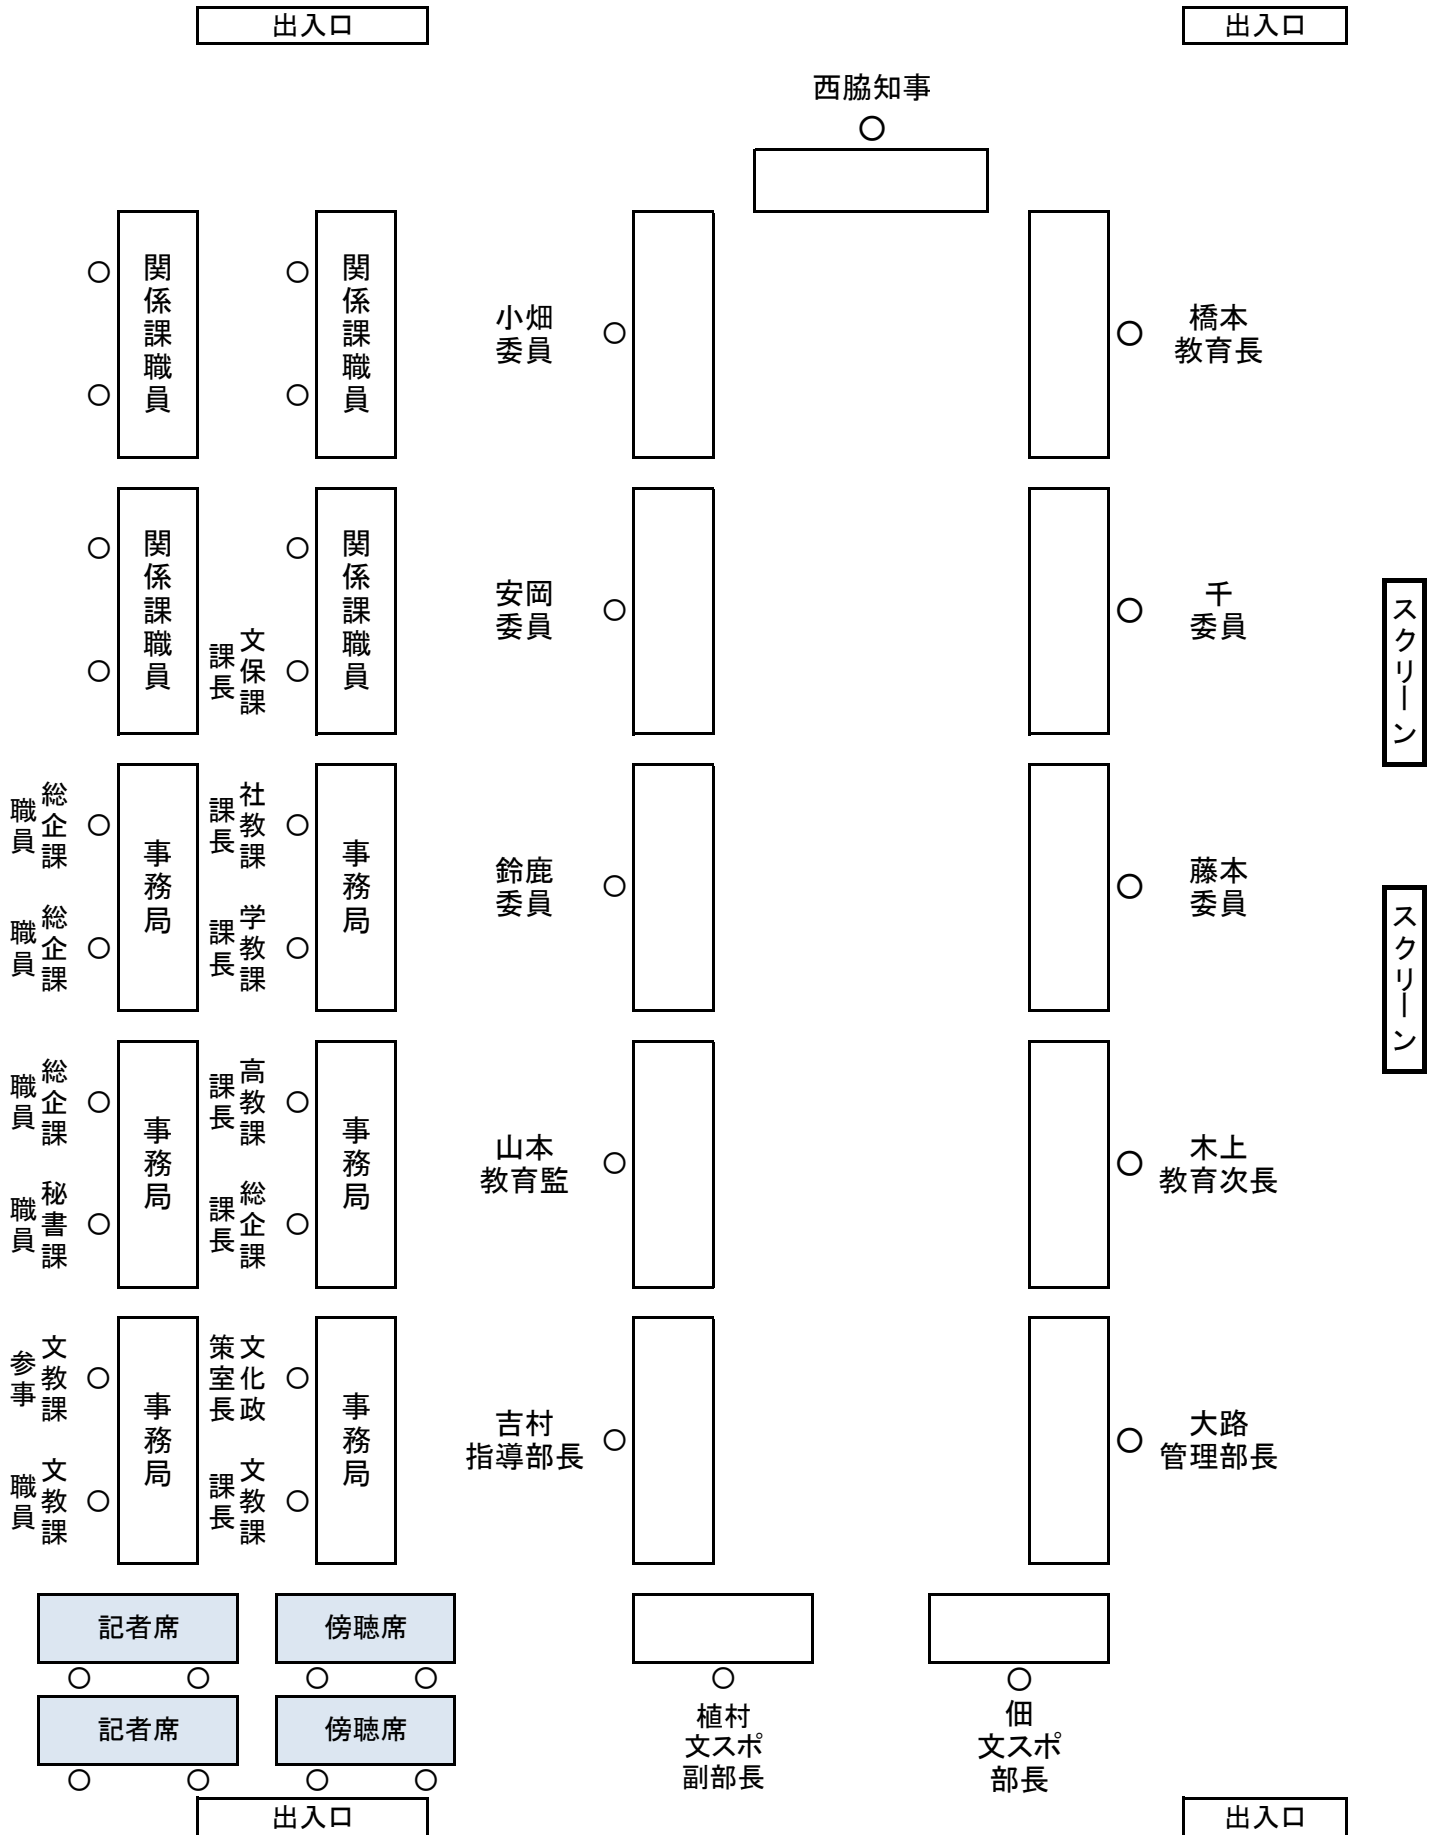 出入口
出入口
西脇知事
関係課職員
関係課職員
小畑
委員
橋本
教育長
関係課職員
文保課
課長
関係課職員
安岡
委員
千
委員
スクリーン
総企課
職員
総企課
職員
事務局
社教課
課長
学教課
課長
事務局
鈴鹿
委員
藤本
委員
スクリーン
総企課
職員
秘書課
職員
事務局
高教課
課長
総企課
課長
事務局
山本
教育監
木上
教育次長
文教課
参事
文教課
職員
事務局
文化政
策室長
文教課
課長
事務局
吉村
指導部長
大路
管理部長
記者席
傍聴席
記者席
傍聴席
植村
文スポ
副部長
佃
文スポ
部長
出入口
出入口